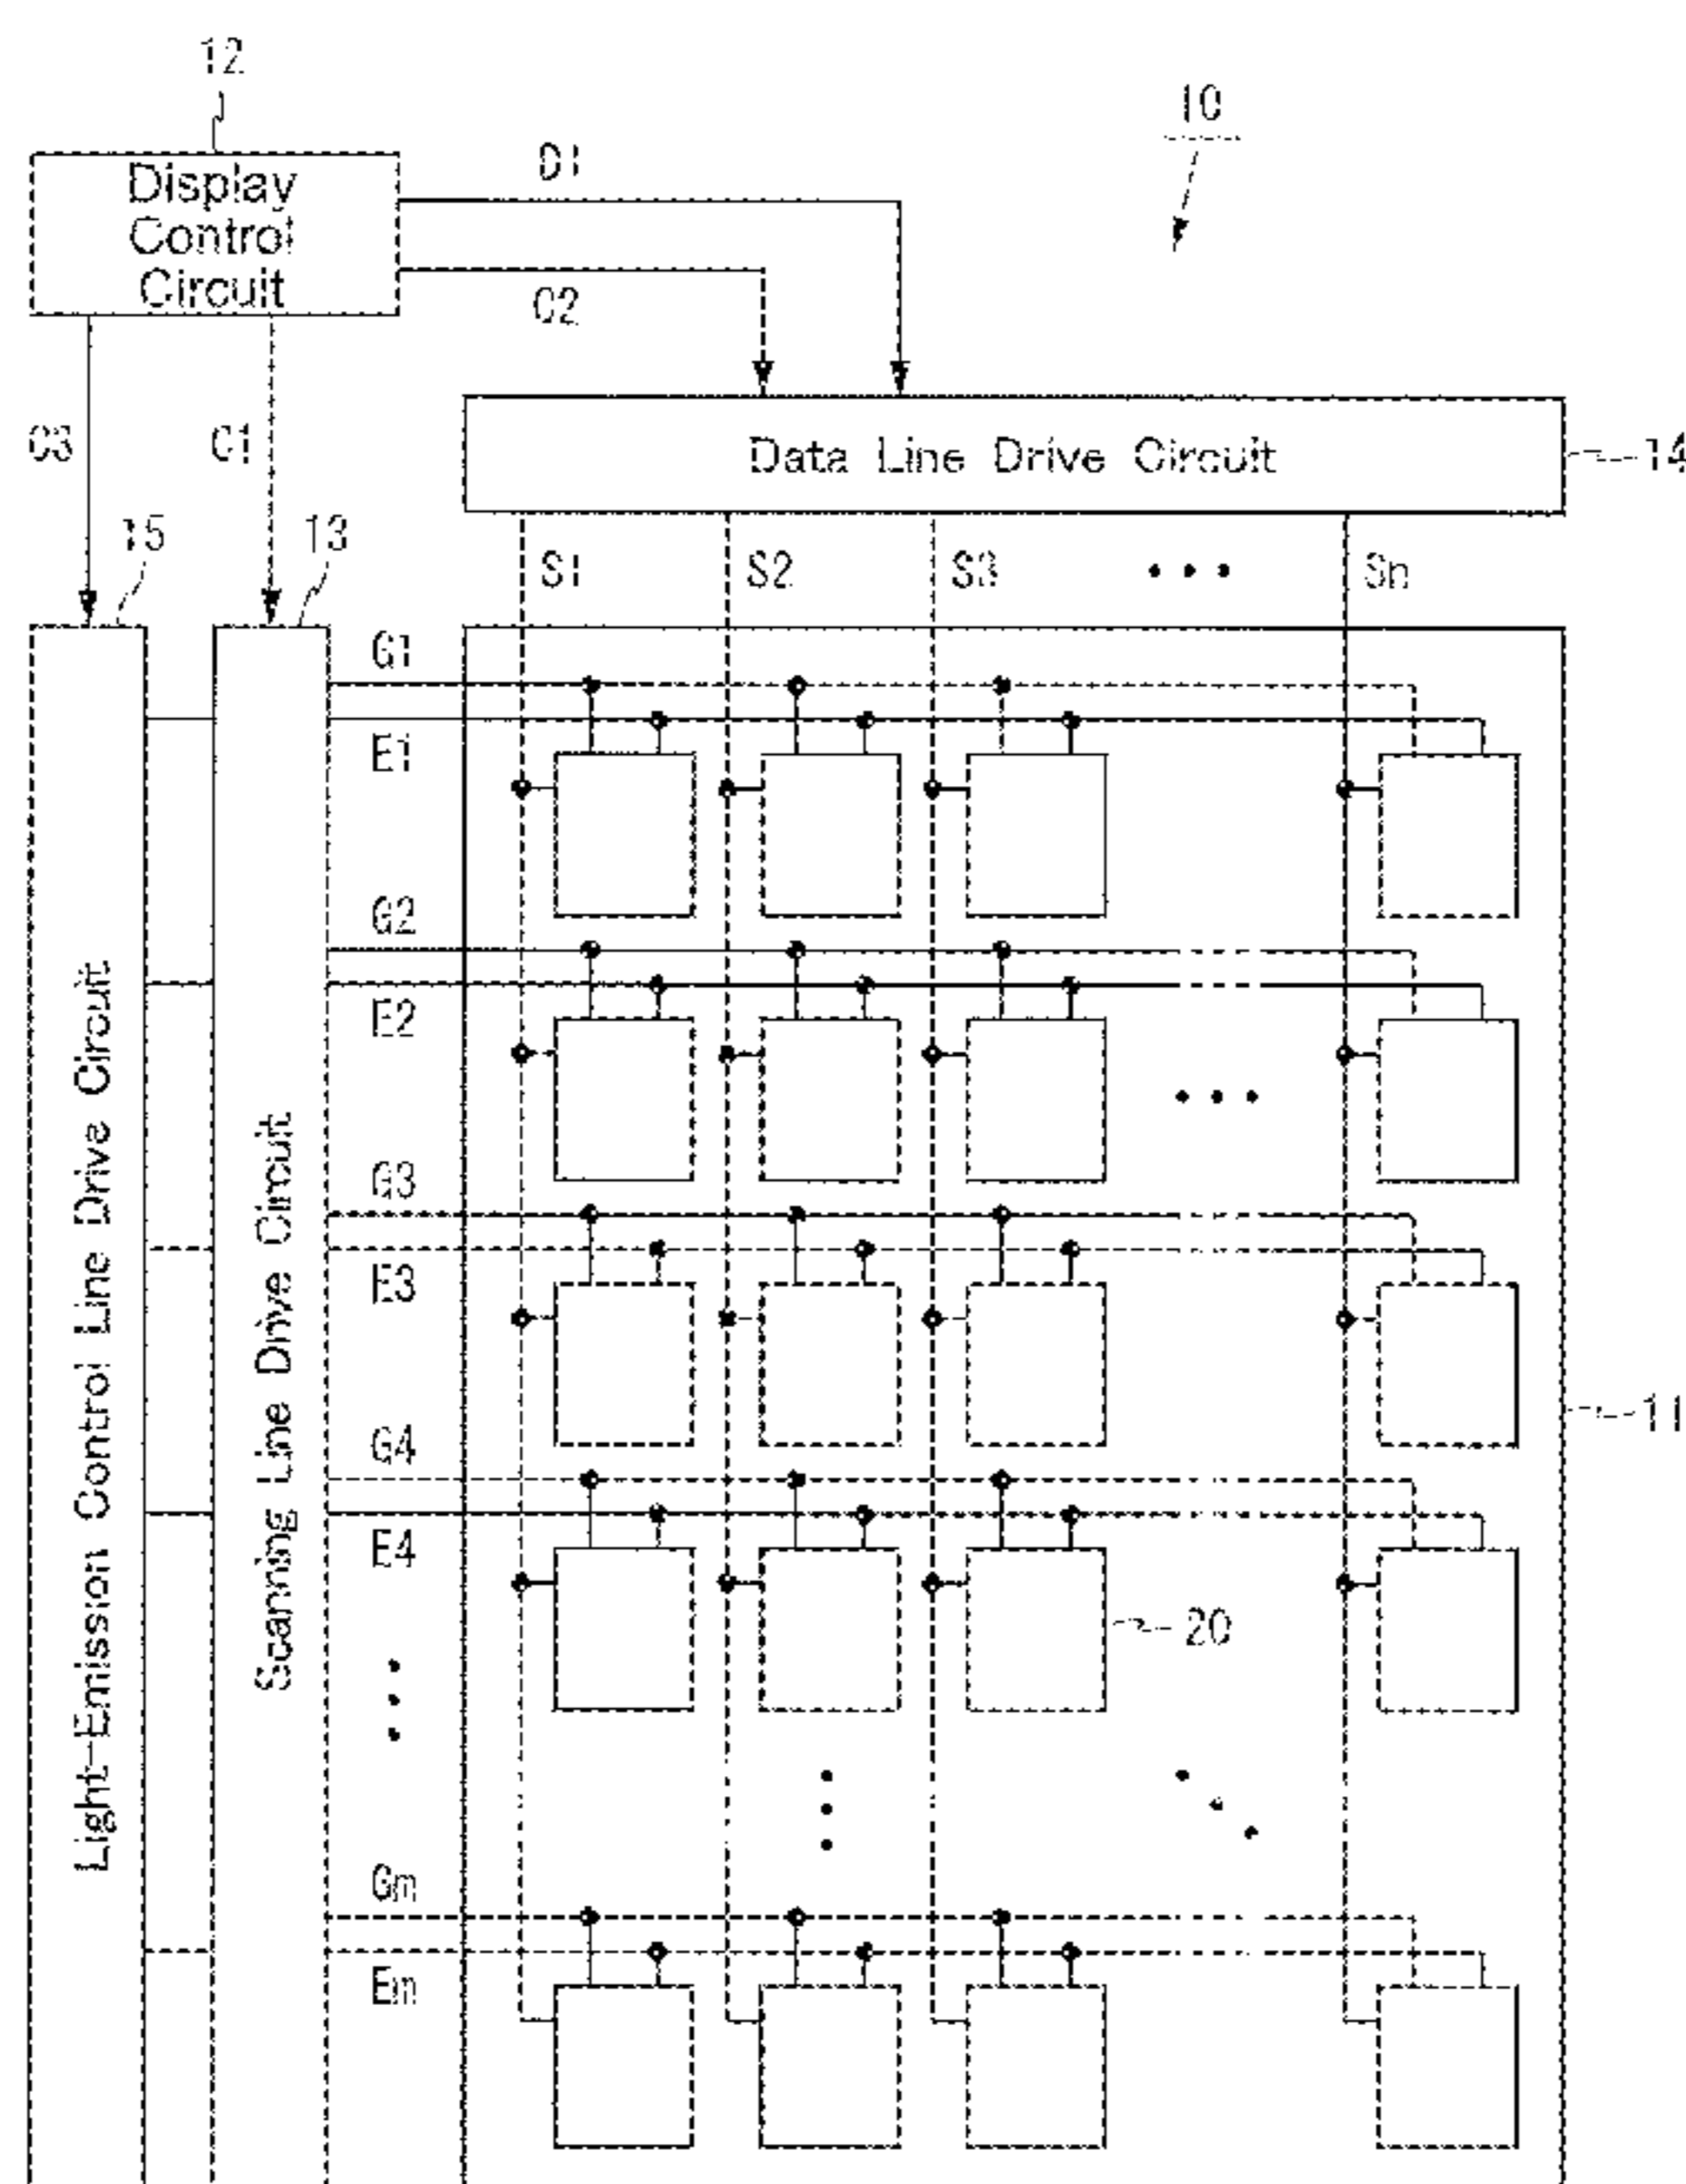 12
10
Display
Control
Circuit
D1
C2
C3
C1
Data Line Drive Circuit
14
15
13
S1
S2
S3
Sn
G1
E1
G2
E2
G3
E3
G4
E4
Gm
Em
Light-Emission Control Line Drive Circuit
Scanning Line Drive Circuit
11
20